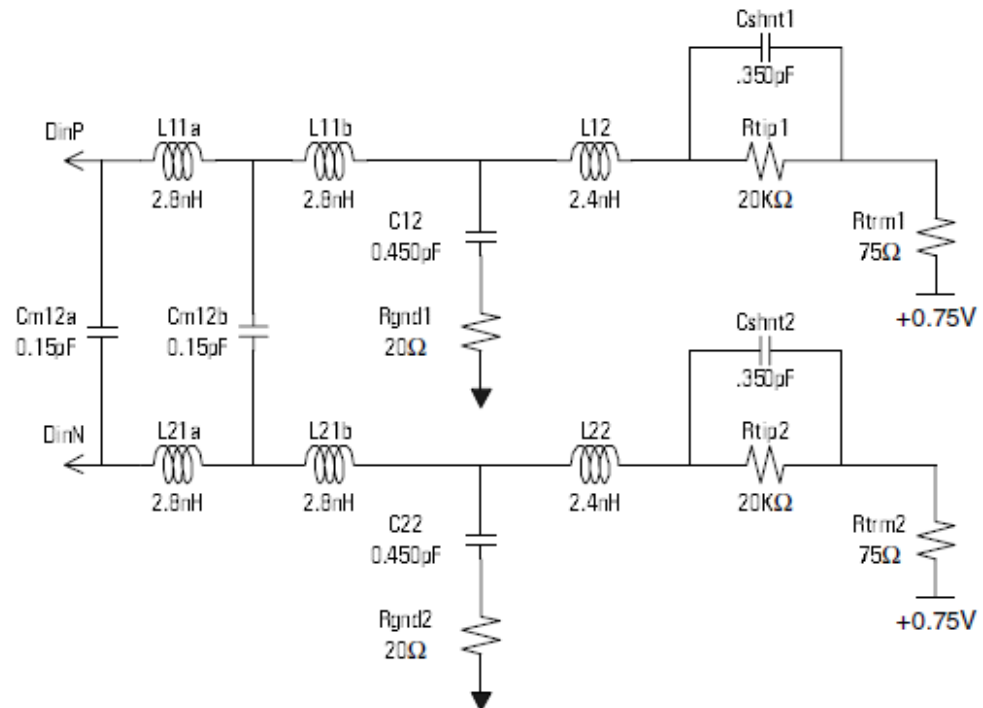 Cshnt1
.350pF
DinP
L11a
L11b
L12
Rtip1
2.8nH
2.8nH
2.4nH
20KΩ
C12
0.450pF
Rtrm1
75Ω
+0.75V
Cm12a
0.15pF
Cm12b
0.15pF
Rgnd1
20Ω
Cshnt2
.350pF
DinN
L21a
L21b
L22
Rtip2
2.8nH
2.8nH
2.4nH
20KΩ
C22
0.450pF
Rtrm2
75Ω
+0.75V
Rgnd2
20Ω